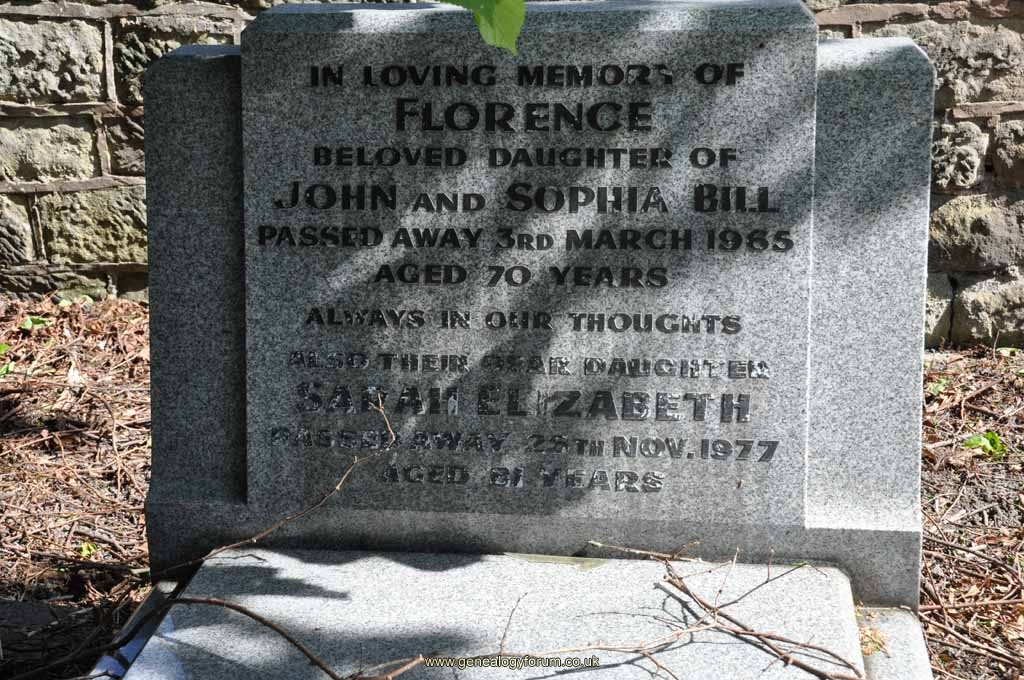 IN LOVING MEMORY OF
FLORENCE
BELOVED DAUGHTER OF
JOHN AND SOPHIA BILL
PASSED AWAY 3RD MARCH 1965
AGED 70 YEARS
ALWAYS IN OUR THOUGHTS
ALSO THEIR DEAR DAUGHTER
SARAH ELIZABETH
PASSED AWAY 25TH NOV. 1977
AGED 81 YEARS
www.genealogyforum.co.uk